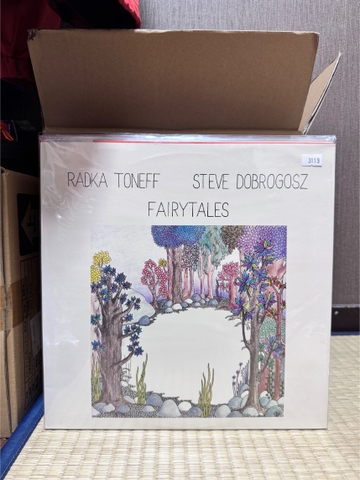 RADKA TONEFF STEVE DOBROGOSZ
FAIRYTALES